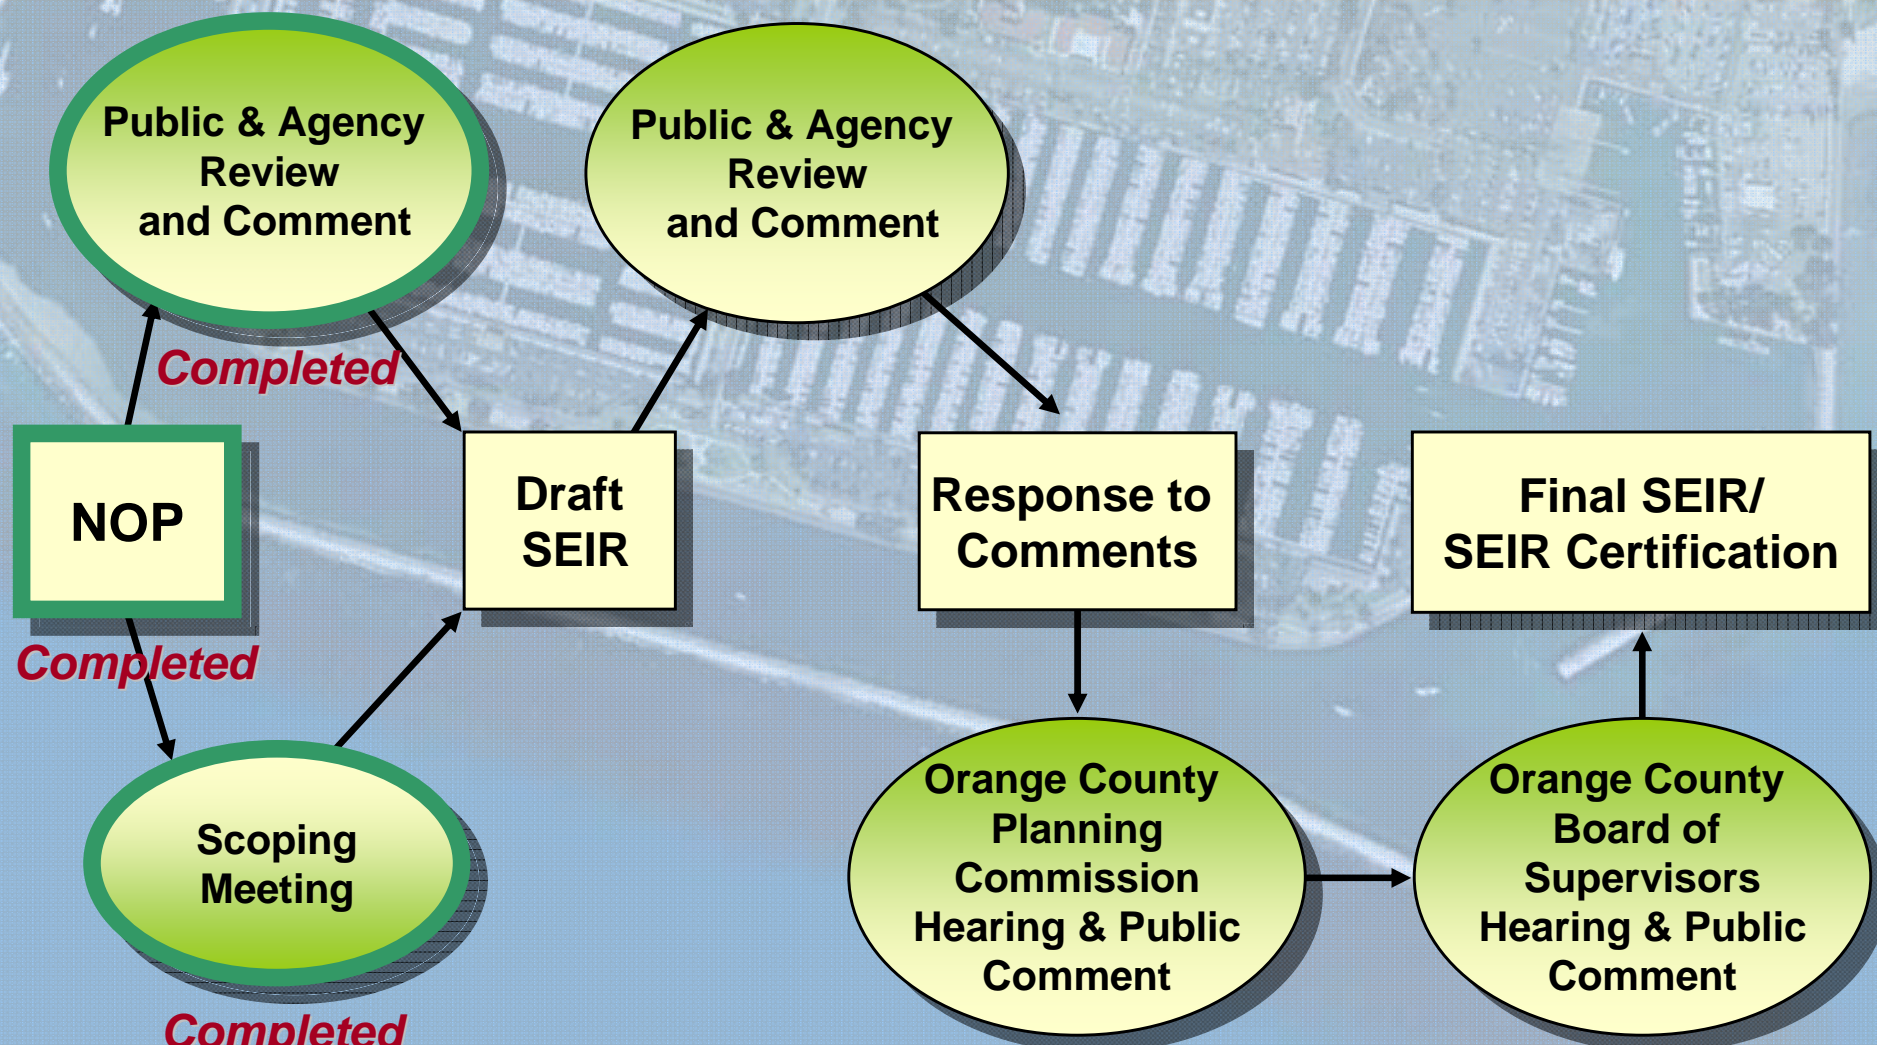 Public & Agency
Review
and Comment
Completed
Public & Agency
Review
and Comment
NOP
Completed
Draft
SEIR
Response to
Comments
Final SEIR/
SEIR Certification
Scoping
Meeting
Completed
Orange County
Planning
Commission
Hearing & Public
Comment
Orange County
Board of
Supervisors
Hearing & Public
Comment